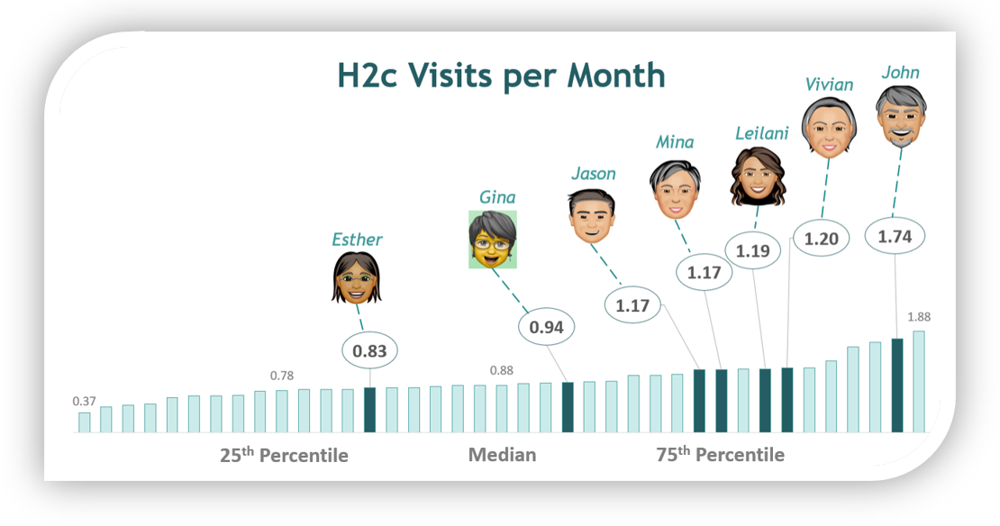 H2c Visits per Month
John
Vivian
Leilani
Mina
Jason
Gina
Esther
1.74
1.20
1.19
1.17
1.17
0.94
0.83
1.88
0.88
0.78
0.37
25th Percentile
Median
75th Percentile